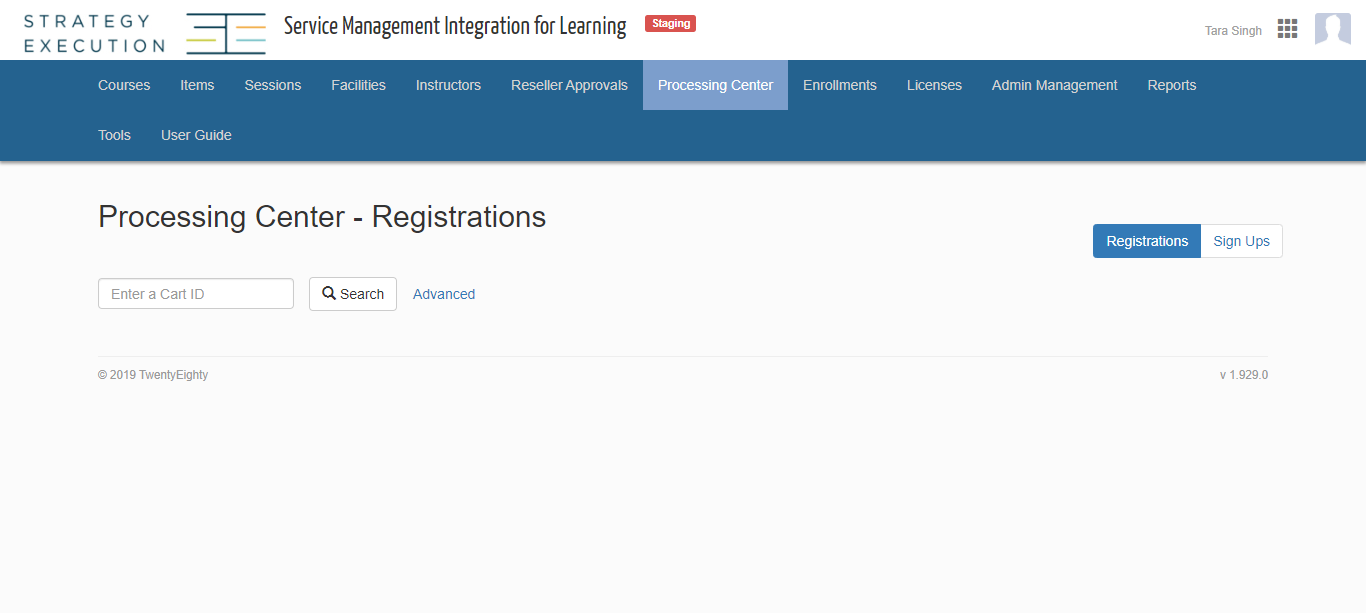 STRATEGY
EXECUTION
Service Management Integration for Learning Staging
Tara Singh
Courses Items Sessions Facilities Instructors Reseller Approvals Processing Center Enrollments Licenses Admin Management Reports
Tools User Guide
Processing Center - Registrations
Registrations Sign Ups
Enter a Cart ID Search Advanced
© 2019 TwentyEighty v 1.929.0